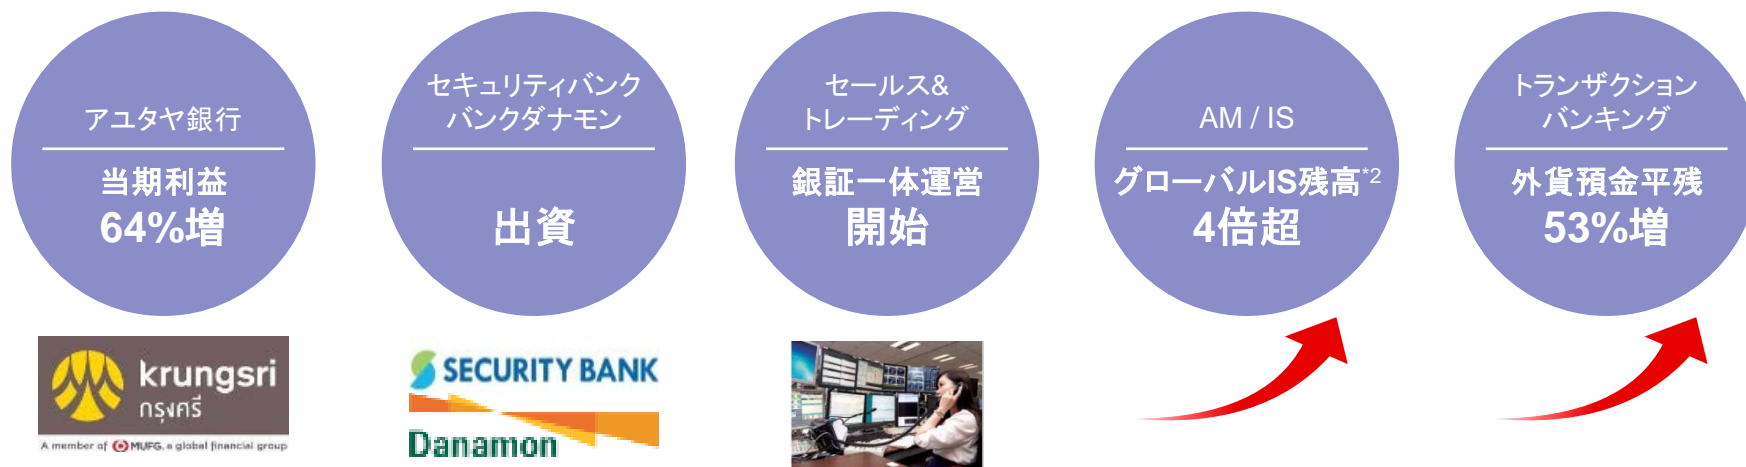 アユタヤ銀行
当期利益
64%増
セキュリティバンク
バンクダナモン
出資
セールス&
トレーディング
銀証一体運営
開始
AM / IS
グローバルIS残高*2
4倍超
トランザクション
バンキング
外貨預金平残
53%増
krungsri
กรุงศรี
A member of MUFG, a global financial group
SECURITY BANK
Danamon